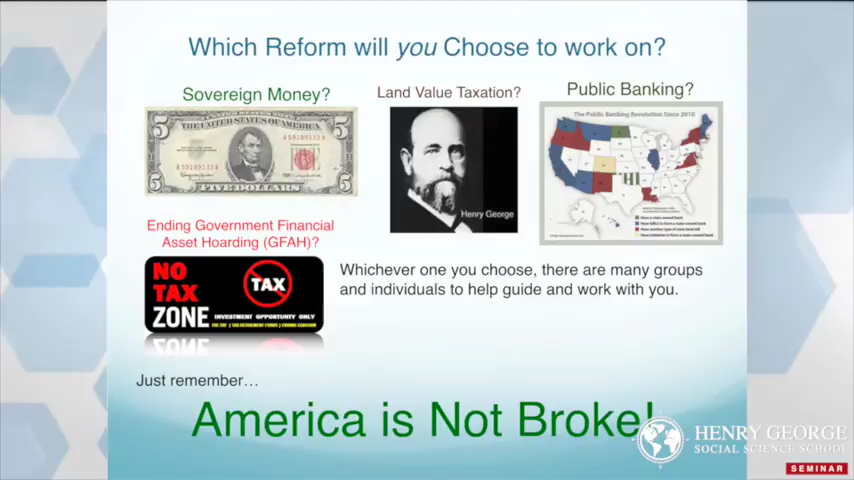 Which Reform will you Choose to work on?
Sovereign Money?
Land Value Taxation?
Public Banking?
THE UNITED STATES OF AMERICA
A 59189133 A
A 59189133 A
FIVE DOLLARS
Henry George
The Public Banking Revolution Since 2010
HI
Ending Government Financial
Asset Hoarding (GFAH)?
NO
TAX
ZONE
TAX
INVESTMENT OPPORTUNITY ONLY
Whichever one you choose, there are many groups
and individuals to help guide and work with you.
Just remember…
America is Not Broke!
HENRY GEORGE
SOCIAL SCIENCE SCHOOL
SEMINAR